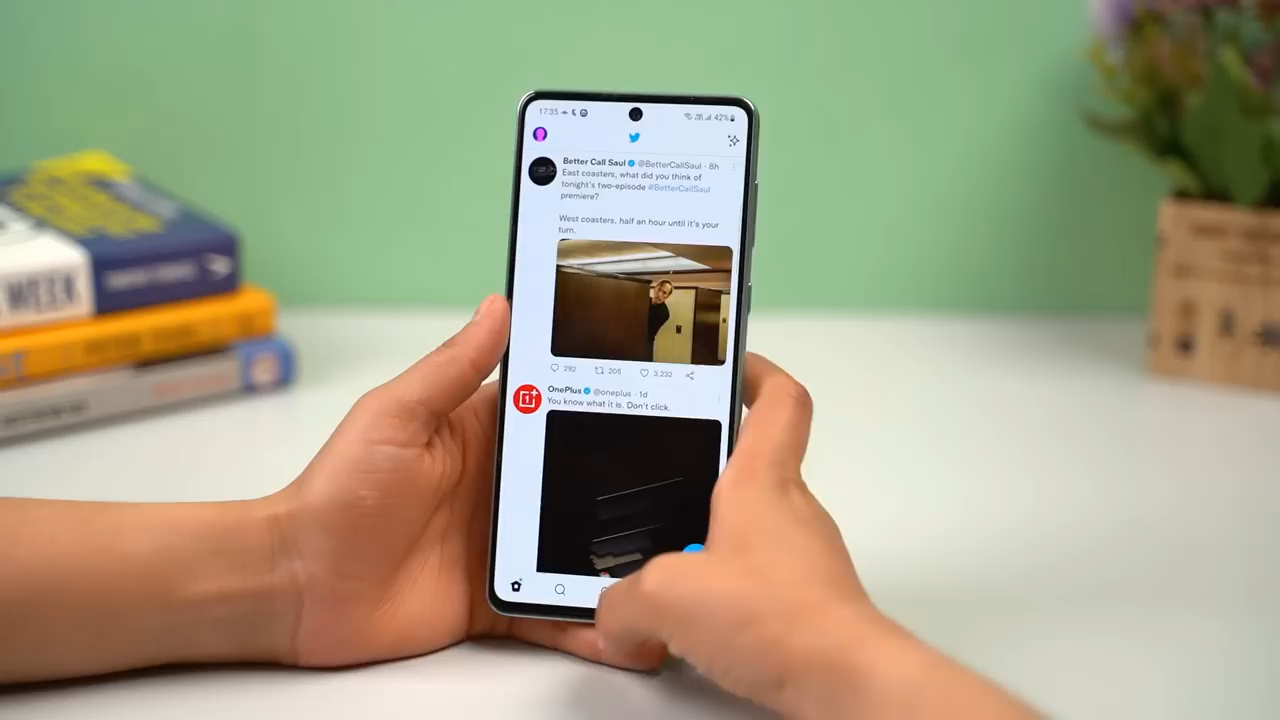 17:35
42%
Better Call Saul @BetterCallSaul · 8h
East coasters, what did you think of
tonight's two-episode #BetterCallSaul
premiere?
West coasters, half an hour until it's your
turn.
292 205 3,232
OnePlus @oneplus · 1d
You know what it is. Don't click.
WEEK